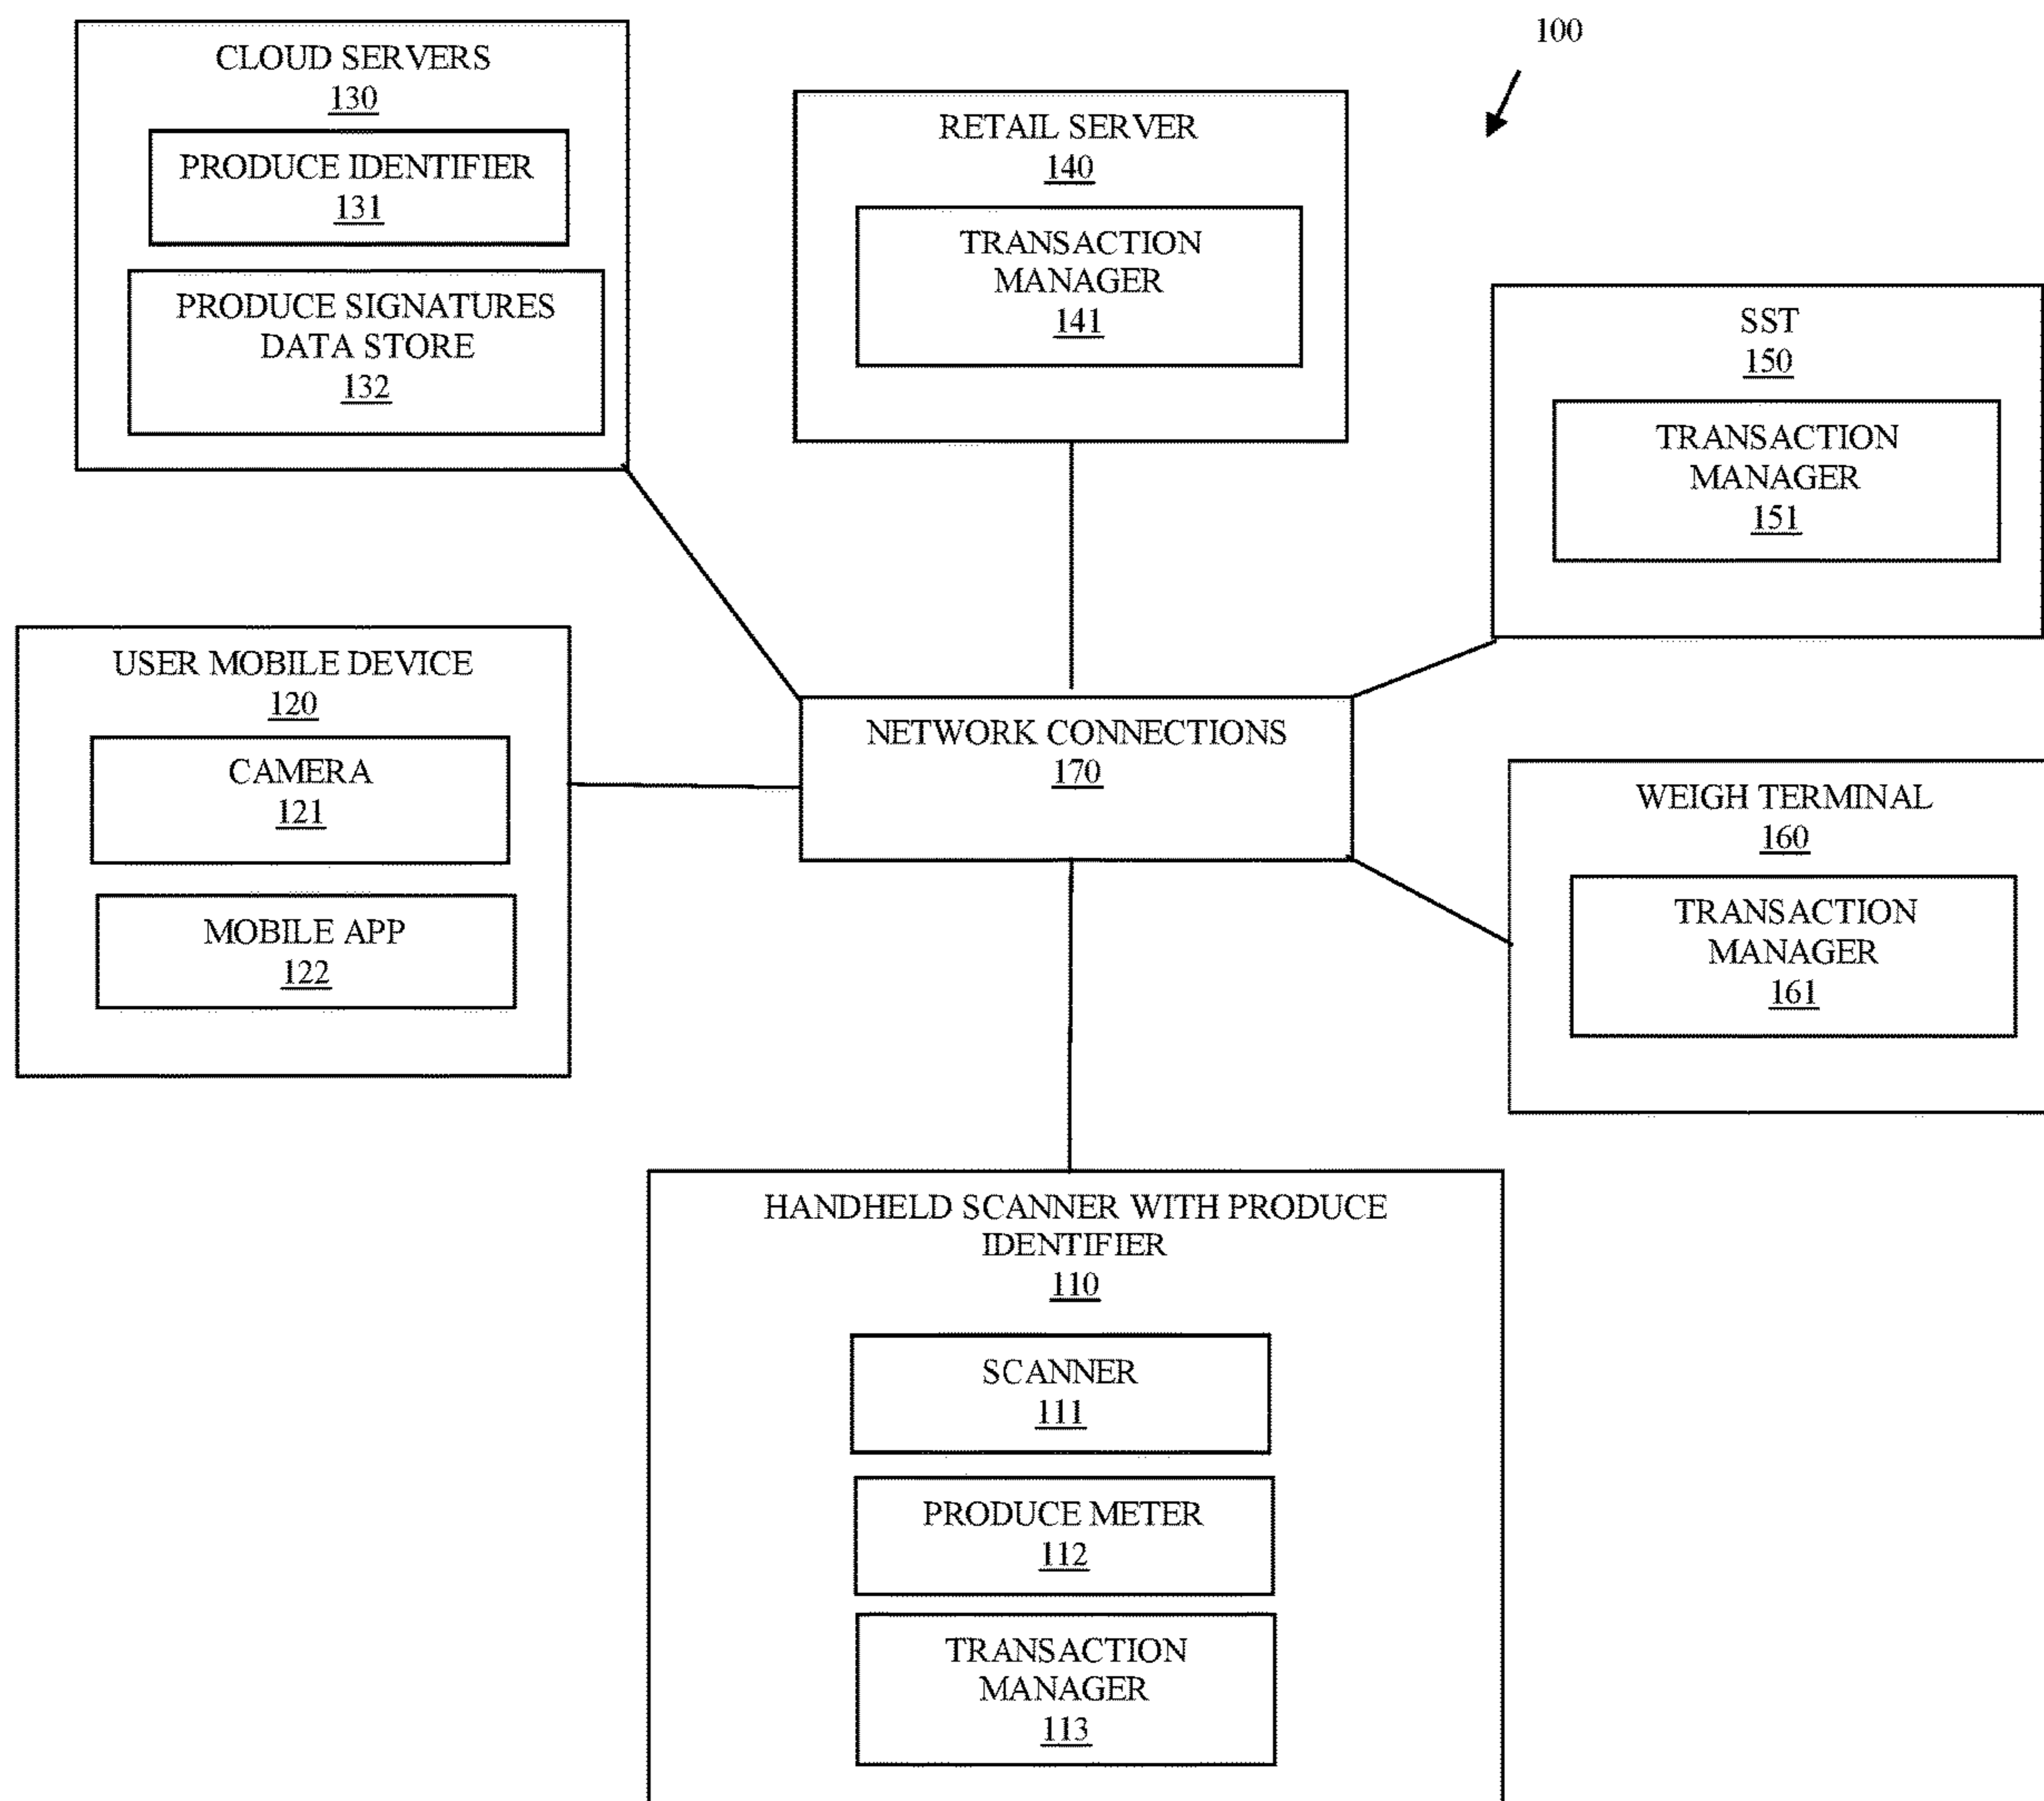 100
CLOUD SERVERS
130
PRODUCE IDENTIFIER
131
PRODUCE SIGNATURES
DATA STORE
132
RETAIL SERVER
140
TRANSACTION
MANAGER
141
SST
150
TRANSACTION
MANAGER
151
USER MOBILE DEVICE
120
CAMERA
121
MOBILE APP
122
NETWORK CONNECTIONS
170
WEIGH TERMINAL
160
TRANSACTION
MANAGER
161
HANDHELD SCANNER WITH PRODUCE
IDENTIFIER
110
SCANNER
111
PRODUCE METER
112
TRANSACTION
MANAGER
113